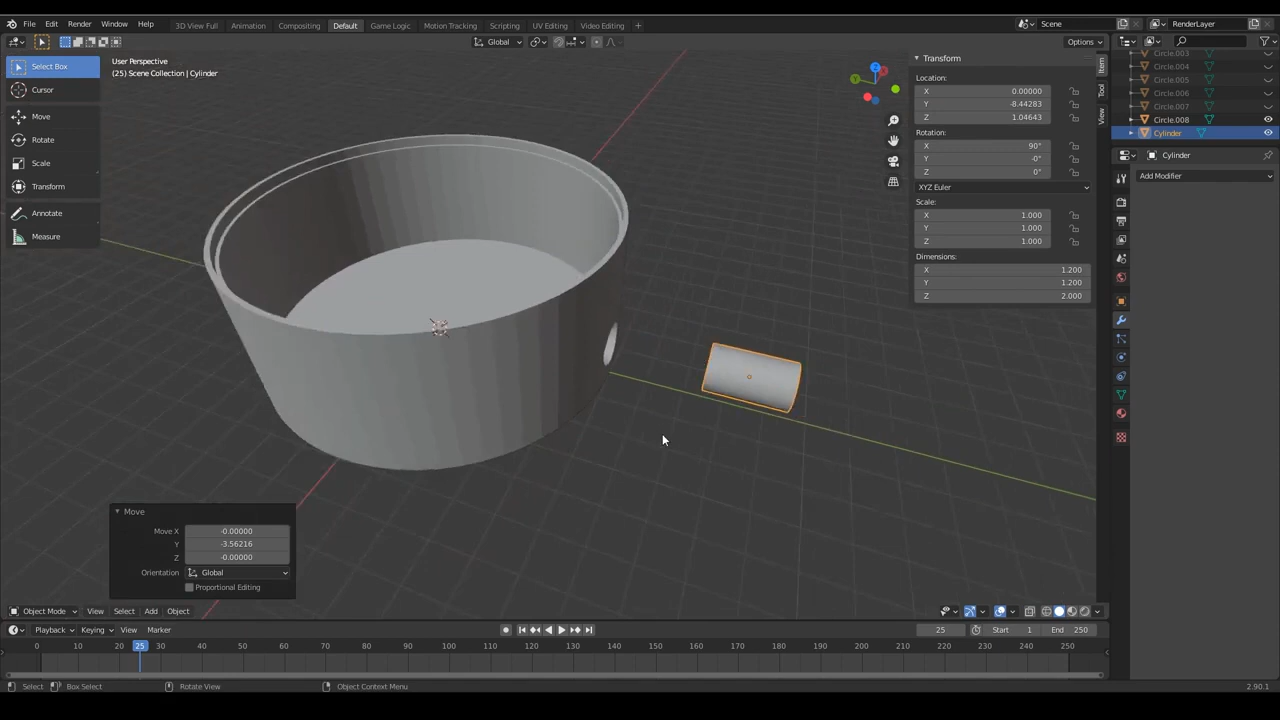 File Edit Render Window Help 3D View Full Animation Compositing Default Game Logic Motion Tracking Scripting UV Editing Video Editing + Scene RenderLayer
Global Options
Select Box
Cursor
Move
Rotate
Scale
Transform
Annotate
Measure
User Perspective
(25) Scene Collection | Cylinder
Transform
Location:
X 0.00000
Y -8.44283
Z 1.04643
Rotation:
X 90°
Y -0°
Z 0°
XYZ Euler
Scale:
X 1.000
Y 1.000
Z 1.000
Dimensions:
X 1.200
Y 1.200
Z 2.000
Item
Tool
View
X
Y
Z
Circle.003
Circle.004
Circle.005
Circle.006
Circle.007
Circle.008
Cylinder
Cylinder
Add Modifier
Move
Move X -0.00000
Y -3.56216
Z -0.00000
Orientation Global
Proportional Editing
Object Mode View Select Add Object
Playback Keying View Marker 25 Start 1 End 250
0 10 20 25 30 40 50 60 70 80 90 100 110 120 130 140 150 160 170 180 190 200 210 220 230 240 250
Select Box Select Rotate View Object Context Menu 2.90.1